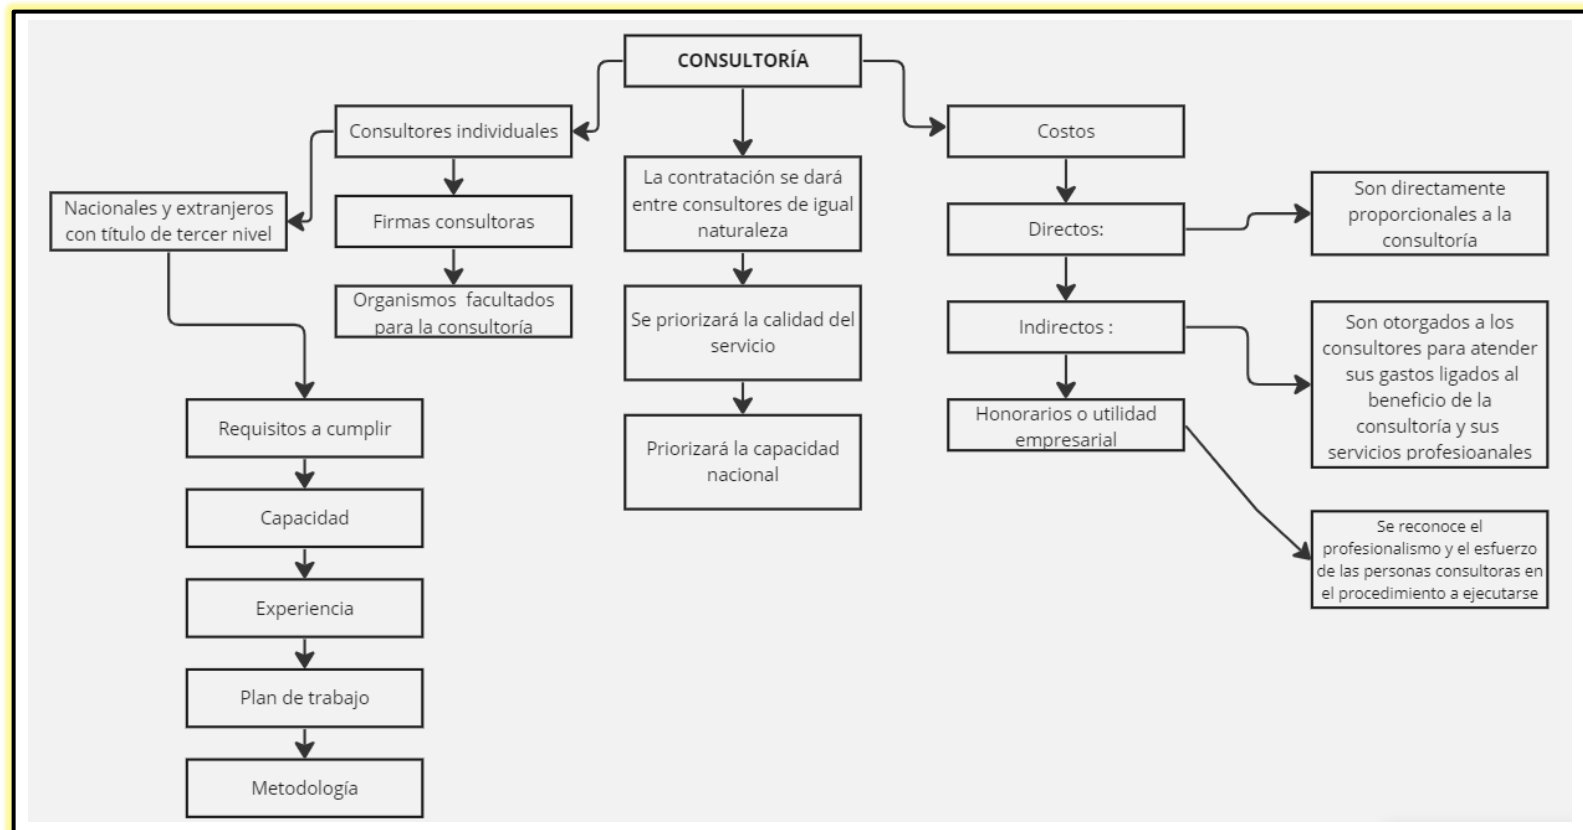 CONSULTORÍA
Consultores individuales
Nacionales y extranjeros
con título de tercer nivel
Firmas consultoras
Organismos facultados
para la consultoría
Requisitos a cumplir
Capacidad
Experiencia
Plan de trabajo
Metodología
La contratación se dará
entre consultores de igual
naturaleza
Se priorizará la calidad del
servicio
Priorizará la capacidad
nacional
Costos
Directos:
Son directamente
proporcionales a la
consultoría
Indirectos :
Son otorgados a los
consultores para atender
sus gastos ligados al
beneficio de la
consultoría y sus
servicios profesioanales
Honorarios o utilidad
empresarial
Se reconoce el
profesionalismo y el esfuerzo
de las personas consultoras en
el procedimiento a ejecutarse